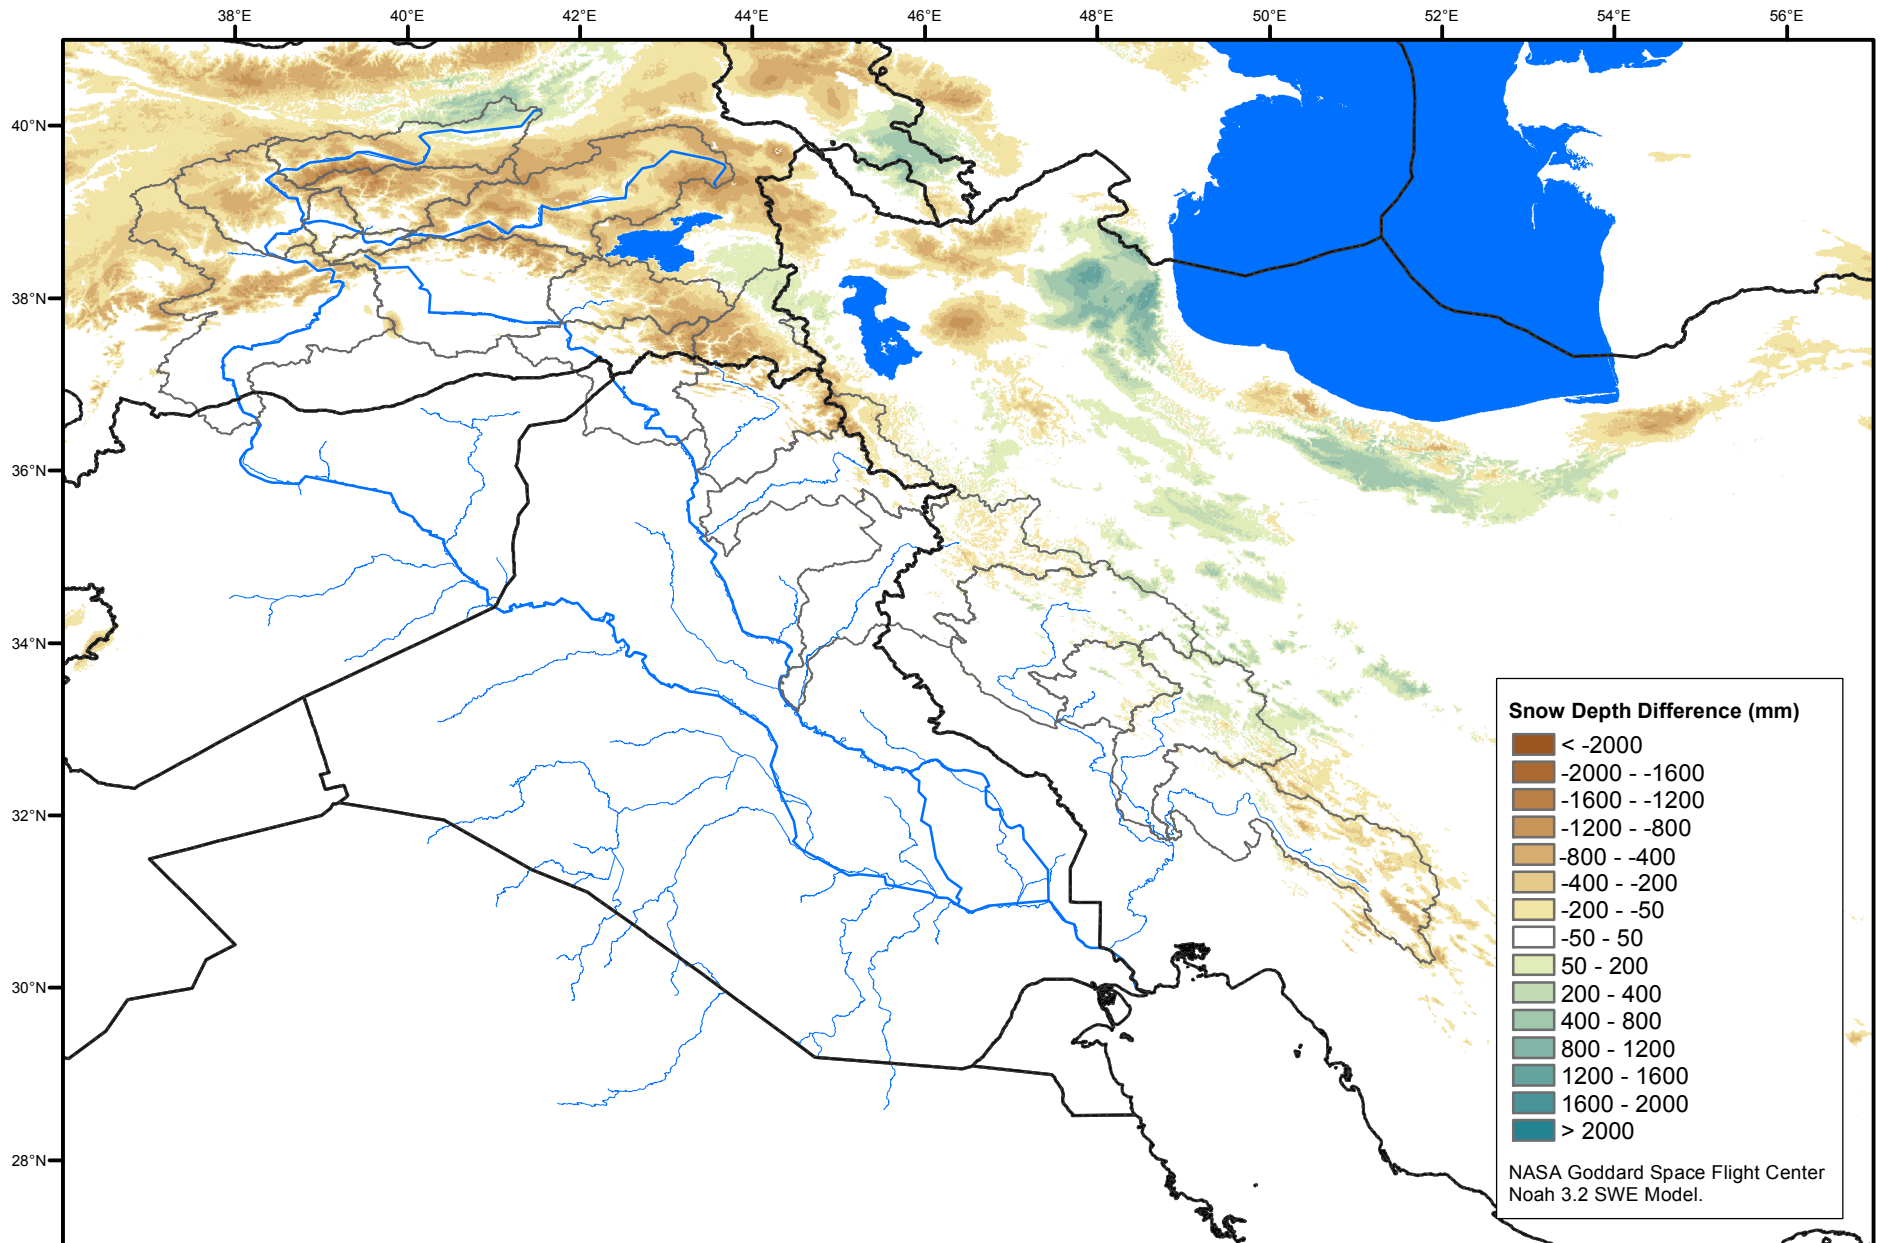 38°E 40°E 42°E 44°E 46°E 48°E 50°E 52°E 54°E 56°E
40°N
38°N
36°N
34°N
32°N
30°N
28°N
Snow Depth Difference (mm)
< -2000
-2000 - -1600
-1600 - -1200
-1200 - -800
-800 - -400
-400 - -200
-200 - -50
-50 - 50
50 - 200
200 - 400
400 - 800
800 - 1200
1200 - 1600
1600 - 2000
> 2000
NASA Goddard Space Flight Center
Noah 3.2 SWE Model.